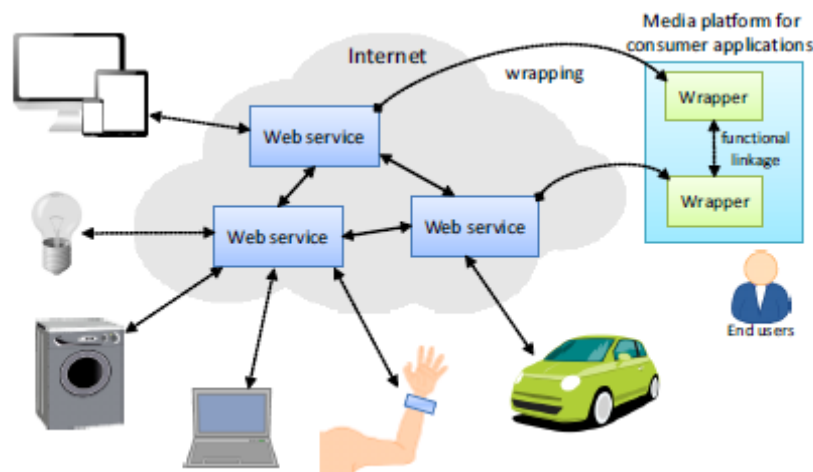 Media platform for
consumer applications
Internet
wrapping
Wrapper
Web service
functional
linkage
Wrapper
Web service
Web service
End users